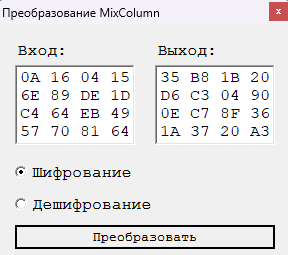 Преобразование MixColumn
x
Вход: Выход:
0A 16 04 15 35 B8 1B 20
6E 89 DE 1D D6 C3 04 90
C4 64 EB 49 0E C7 8F 36
57 70 81 64 1A 37 20 A3
Шифрование
Дешифрование
Преобразовать